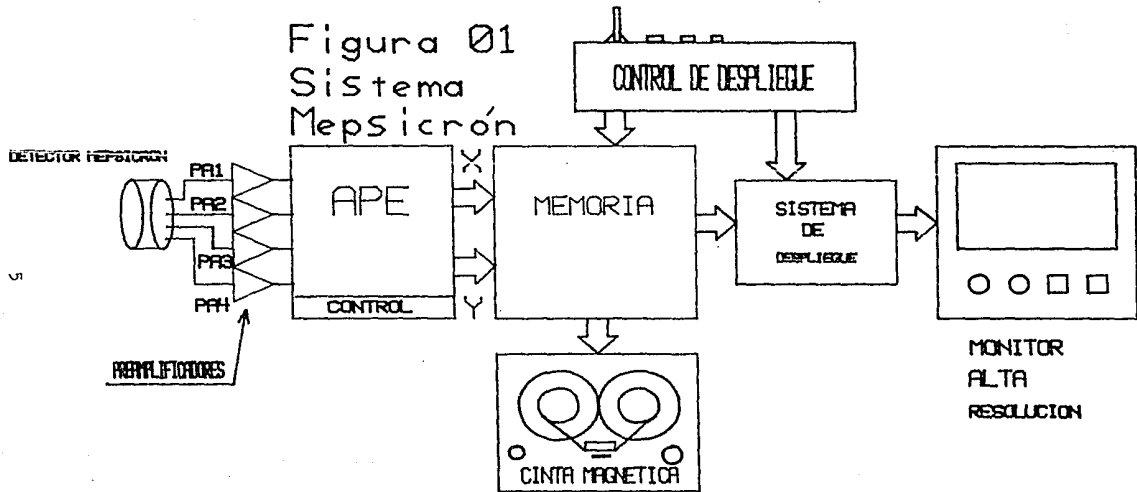 Figura 01
Sistema
Mepsicrón
CONTROL DE DESPLIEGUE
DETECTOR MEPSICRON
PA1
PA2
PA3
PA4
PREAMPLIFICADORES
APE
CONTROL
X
Y
MEMORIA
SISTEMA
DE
DESPLIEGUE
CINTA MAGNETICA
MONITOR
ALTA
RESOLUCION
5